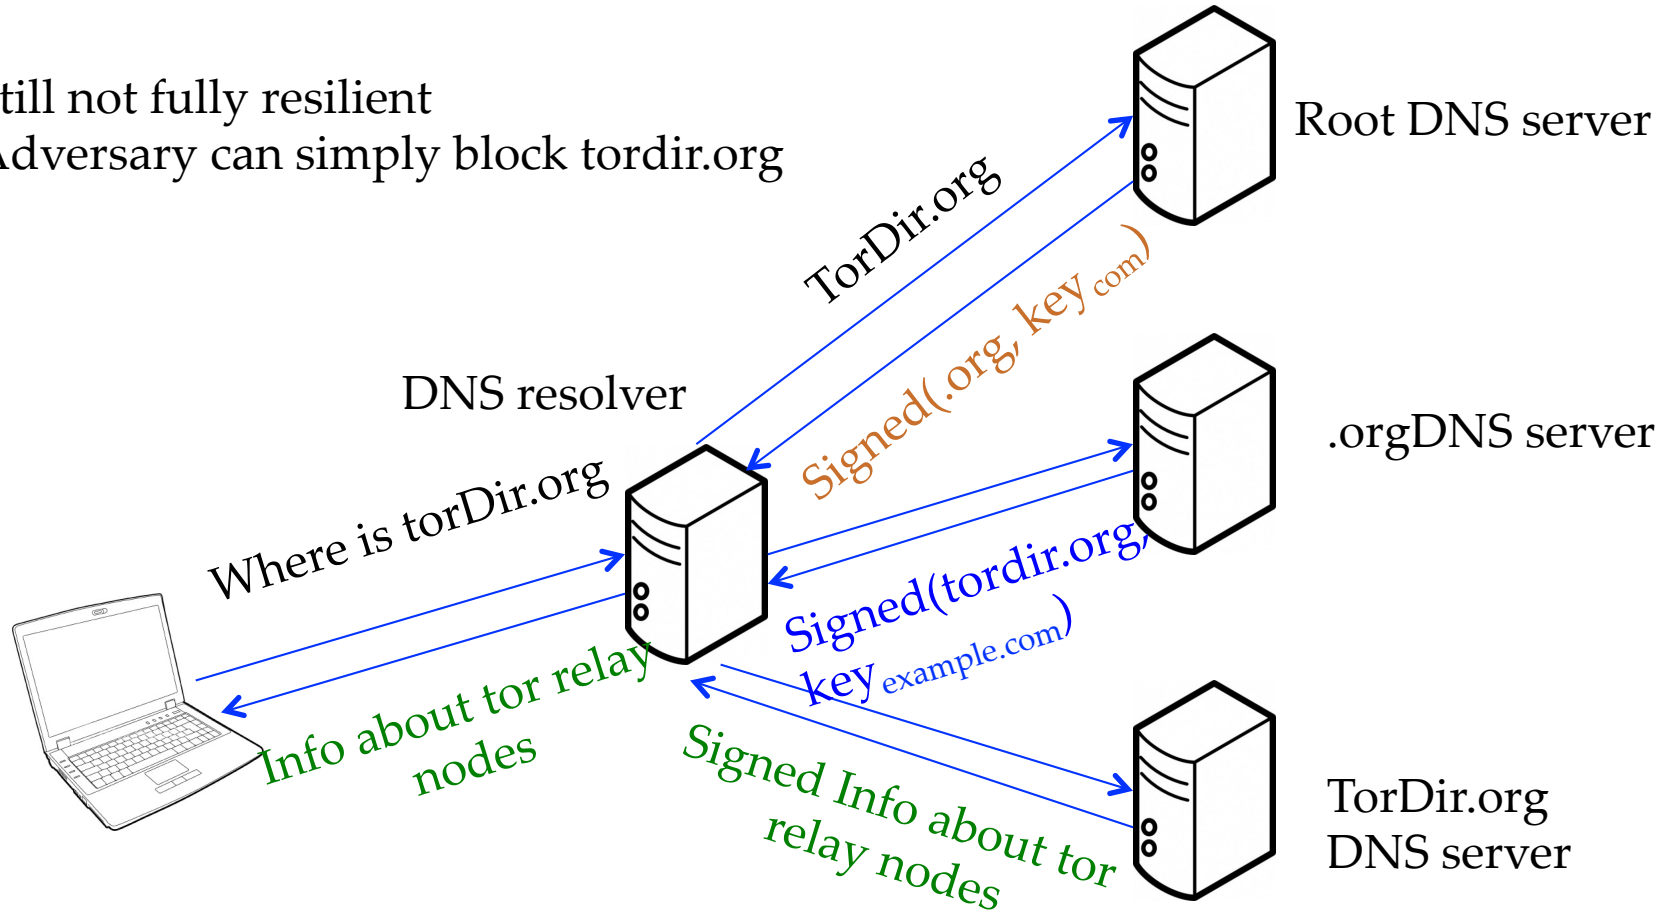 till not fully resilient
Adversary can simply block tordir.org
Root DNS server
TorDir.org
Signed(.org, key com)
DNS resolver
.orgDNS server
Where is torDir.org
Signed(tordir.org,
key example.com)
Info about tor relay
nodes
Signed Info about tor
relay nodes
TorDir.org
DNS server